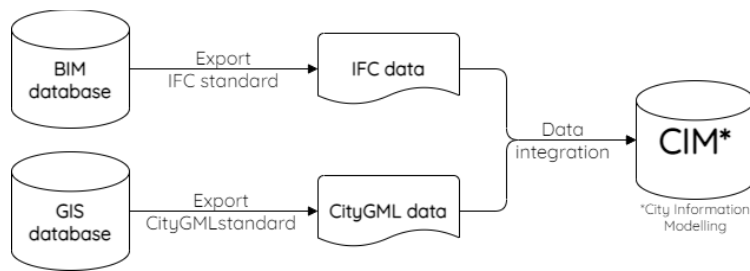 BIM
database
Export
IFC standard
IFC data
Data
integration
CIM*
*City Information
Modelling
GIS
database
Export
CityGMLstandard
CityGML data